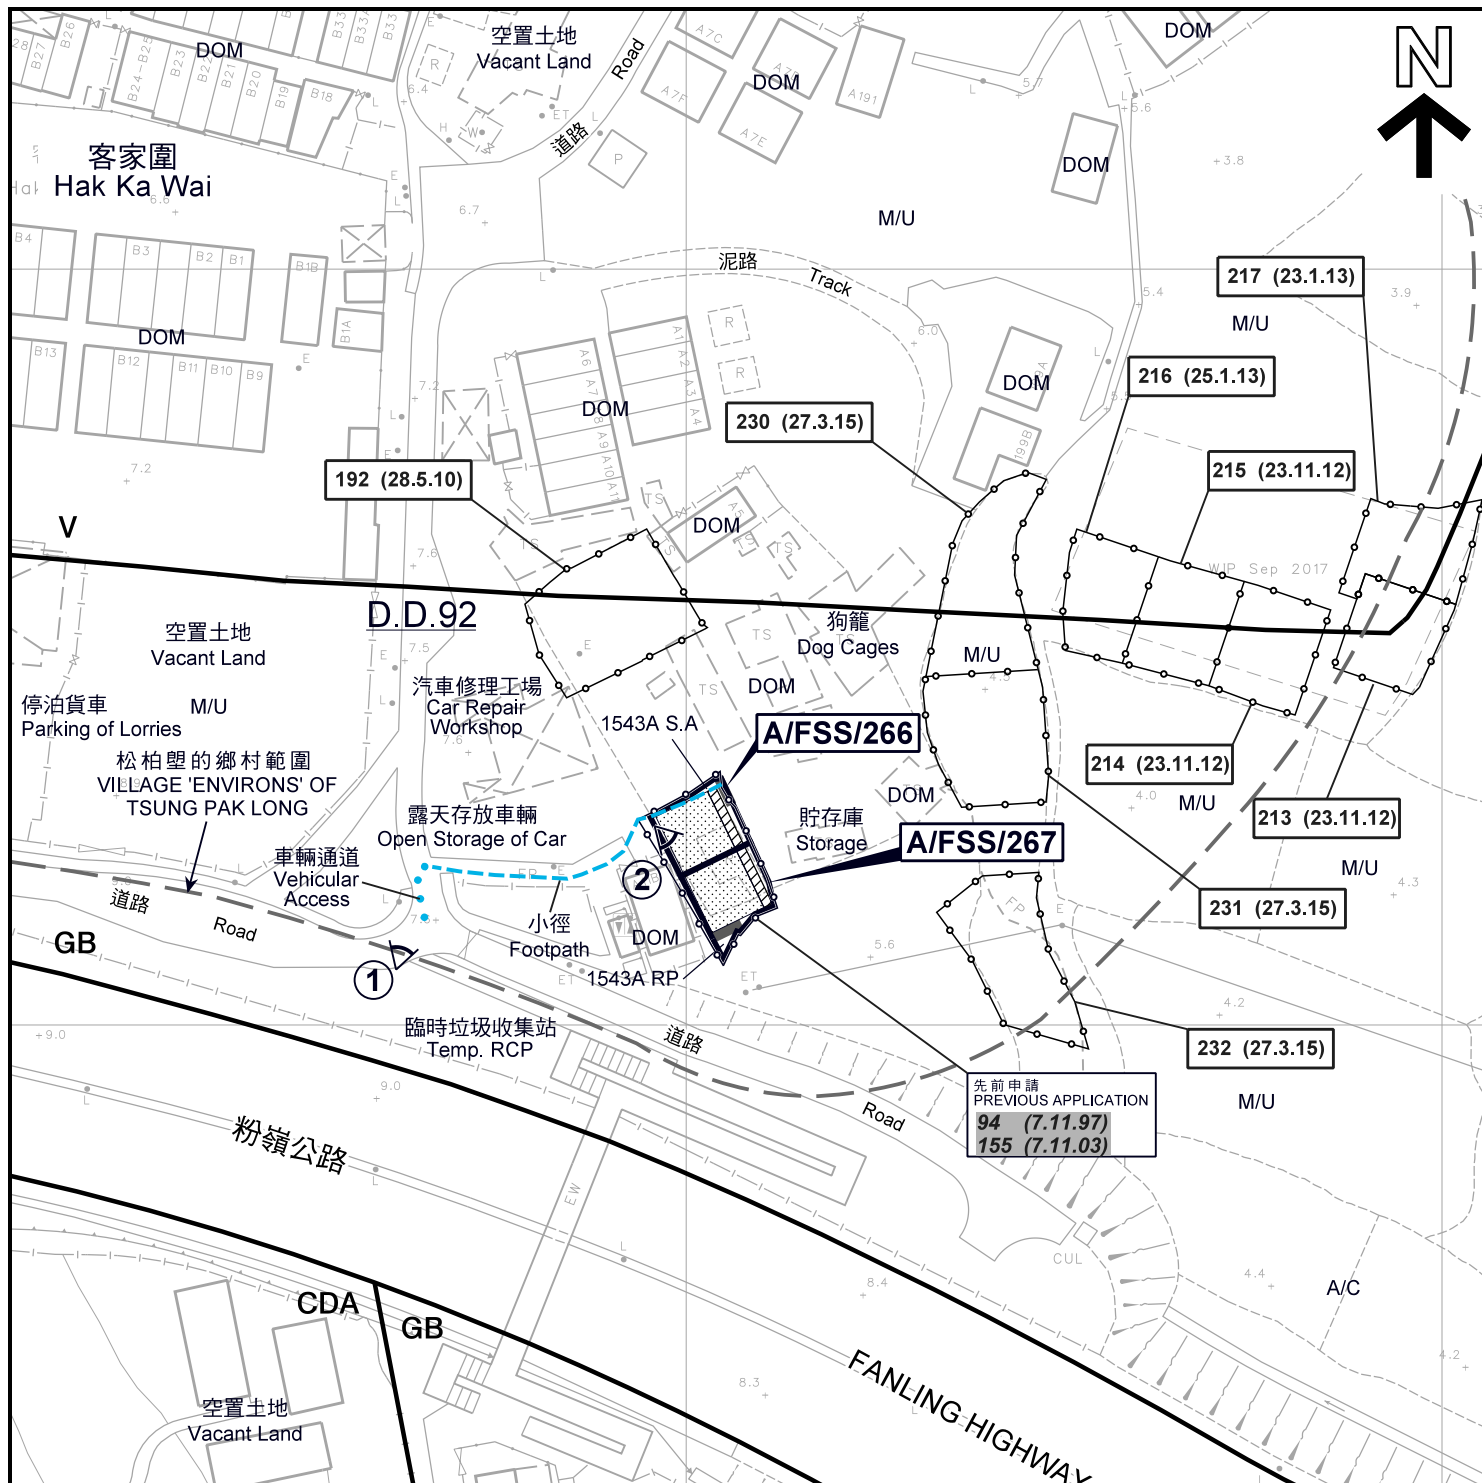 空置土地
Vacant Land
DOM
N
道路
Road
DOM
DOM
客家圍
Hak Ka Wai
DOM
M/U
泥路
Track
217 (23.1.13)
M/U
DOM
216 (25.1.13)
DOM
DOM
230 (27.3.15)
192 (28.5.10)
215 (23.11.12)
DOM
V
WIP Sep 2017
D.D.92
空置土地
Vacant Land
狗籠
Dog Cages
M/U
DOM
汽車修理工場
Car Repair
Workshop
停泊貨車
Parking of Lorries
M/U
1543A S.A
A/FSS/266
松柏塱的鄉村範圍
VILLAGE 'ENVIRONS' OF
TSUNG PAK LONG
214 (23.11.12)
M/U
213 (23.11.12)
DOM
露天存放車輛
Open Storage of Car
貯存庫
Storage
A/FSS/267
車輛通道
Vehicular
Access
2
M/U
道路
Road
231 (27.3.15)
小徑
Footpath
DOM
GB
1
1543A RP
臨時垃圾收集站
Temp. RCP
道路
Road
232 (27.3.15)
先前申請
PREVIOUS APPLICATION
94 (7.11.97)
155 (7.11.03)
M/U
粉嶺公路
EW
CUL
A/C
CDA
GB
空置土地
Vacant Land
FANLING HIGHWAY